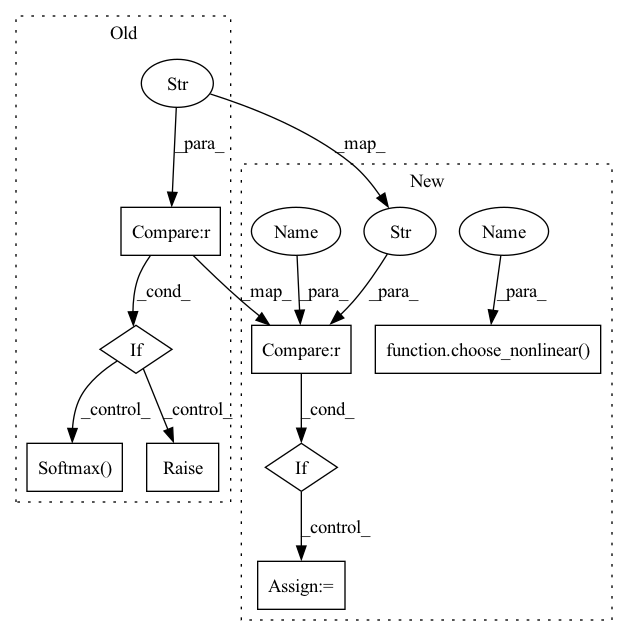 Old
Str
_para_
_map_
New
Compare:r
Name
Str
Name
_cond_
_map_
_para_
_para_
_para_
If
Compare:r
function.choose_nonlinear()
_control_
_control_
_cond_
Softmax()
Raise
If
_control_
Assign:=